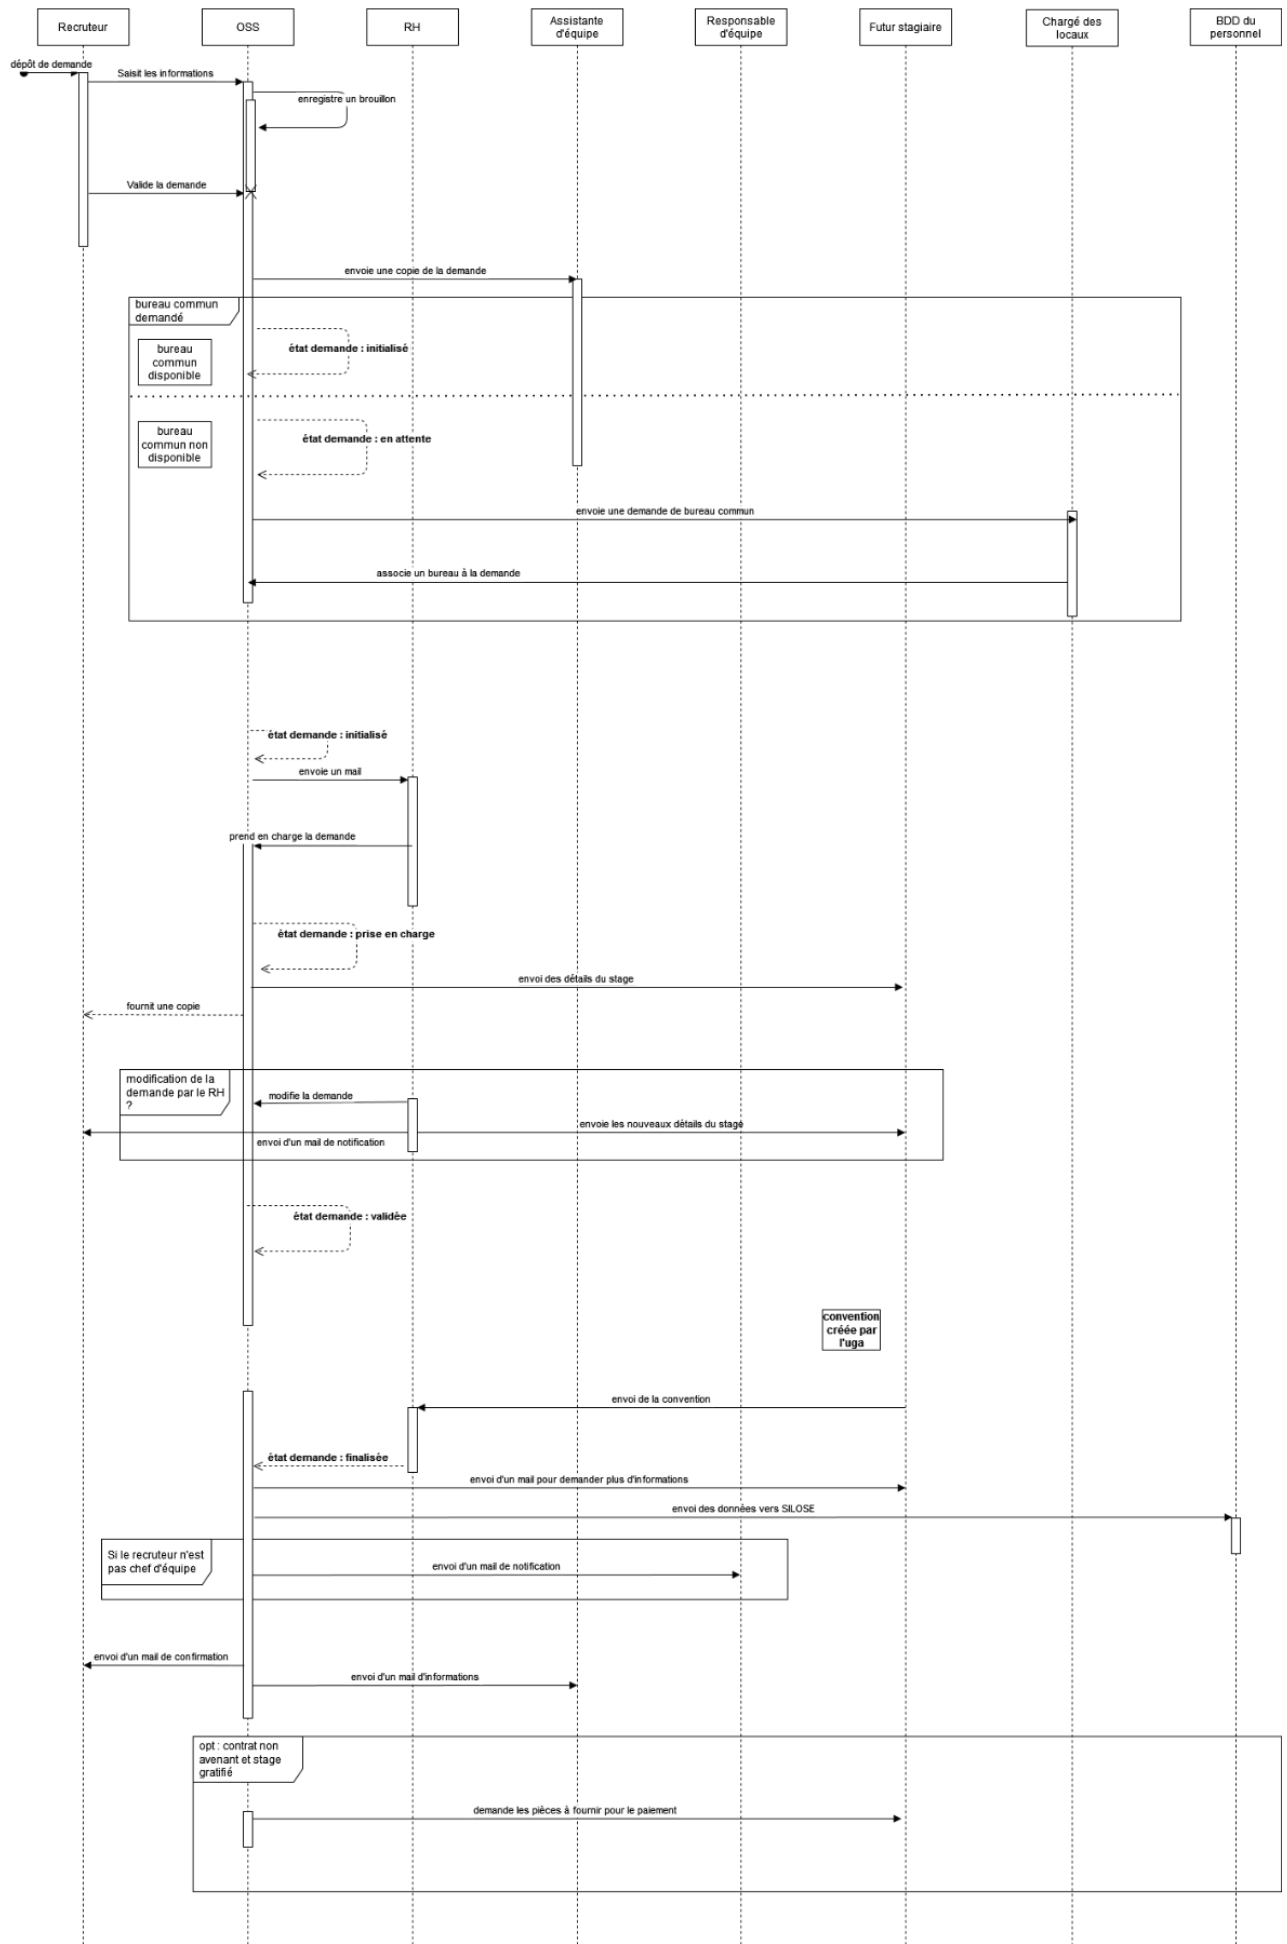 Recruteur
OSS
RH
Assistante
d'équipe
Responsable
d'équipe
Futur stagiaire
Chargé des
locaux
BDD du
personnel
dépôt de demande
Saisit les informations
enregistre un brouillon
Valide la demande
envoie une copie de la demande
bureau commun
demandé
état demande : initialisé
bureau
commun
disponible
bureau
commun non
disponible
état demande : en attente
envoie une demande de bureau commun
associe un bureau à la demande
état demande : initialisé
envoie un mail
prend en charge la demande
état demande : prise en charge
envoi des détails du stage
fournit une copie
modification de la
demande par le RH
?
modifie la demande
envoie les nouveaux détails du stage
envoi d'un mail de notification
état demande : validée
convention
créée par
l'uga
envoi de la convention
état demande : finalisée
envoi d'un mail pour demander plus d'informations
envoi des données vers SILOSE
Si le recruteur n'est
pas chef d'équipe
envoi d'un mail de notification
envoi d'un mail de confirmation
envoi d'un mail d'informations
opt : contrat non
avenant et stage
gratifié
demande les pièces à fournir pour le paiement